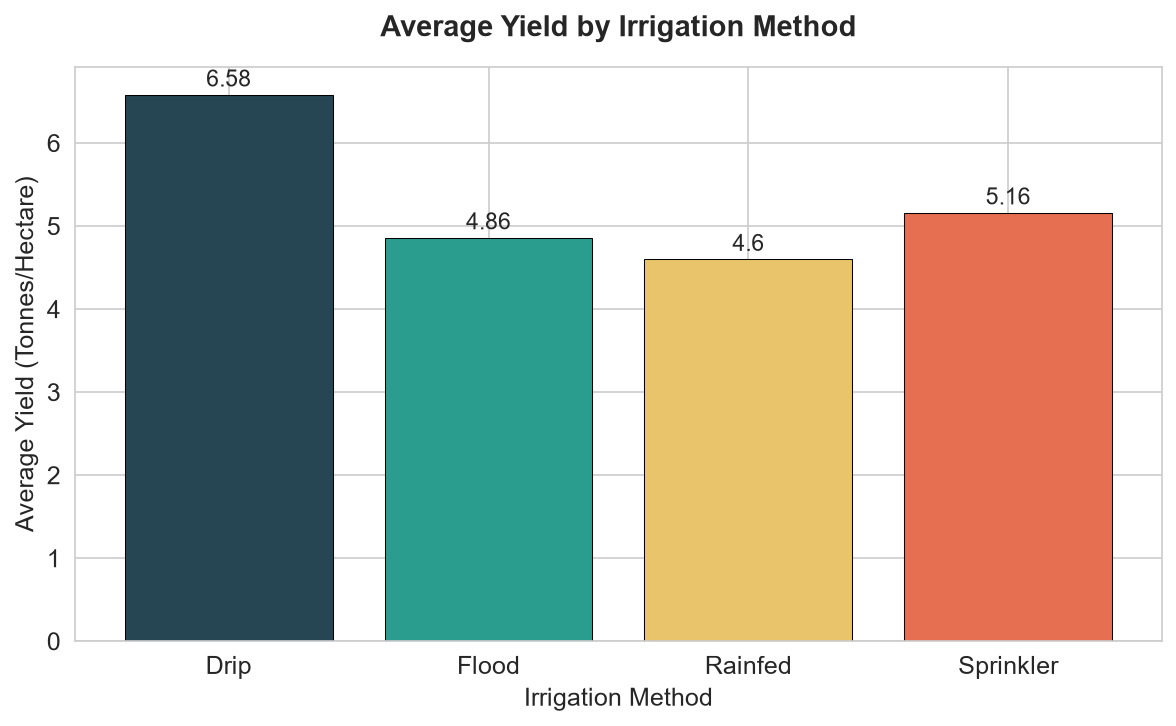 Average Yield by Irrigation Method
Average Yield (Tonnes/Hectare)
6
5
4
3
2
1
0
6.58
4.86
4.6
5.16
Drip Flood Rainfed Sprinkler
Irrigation Method